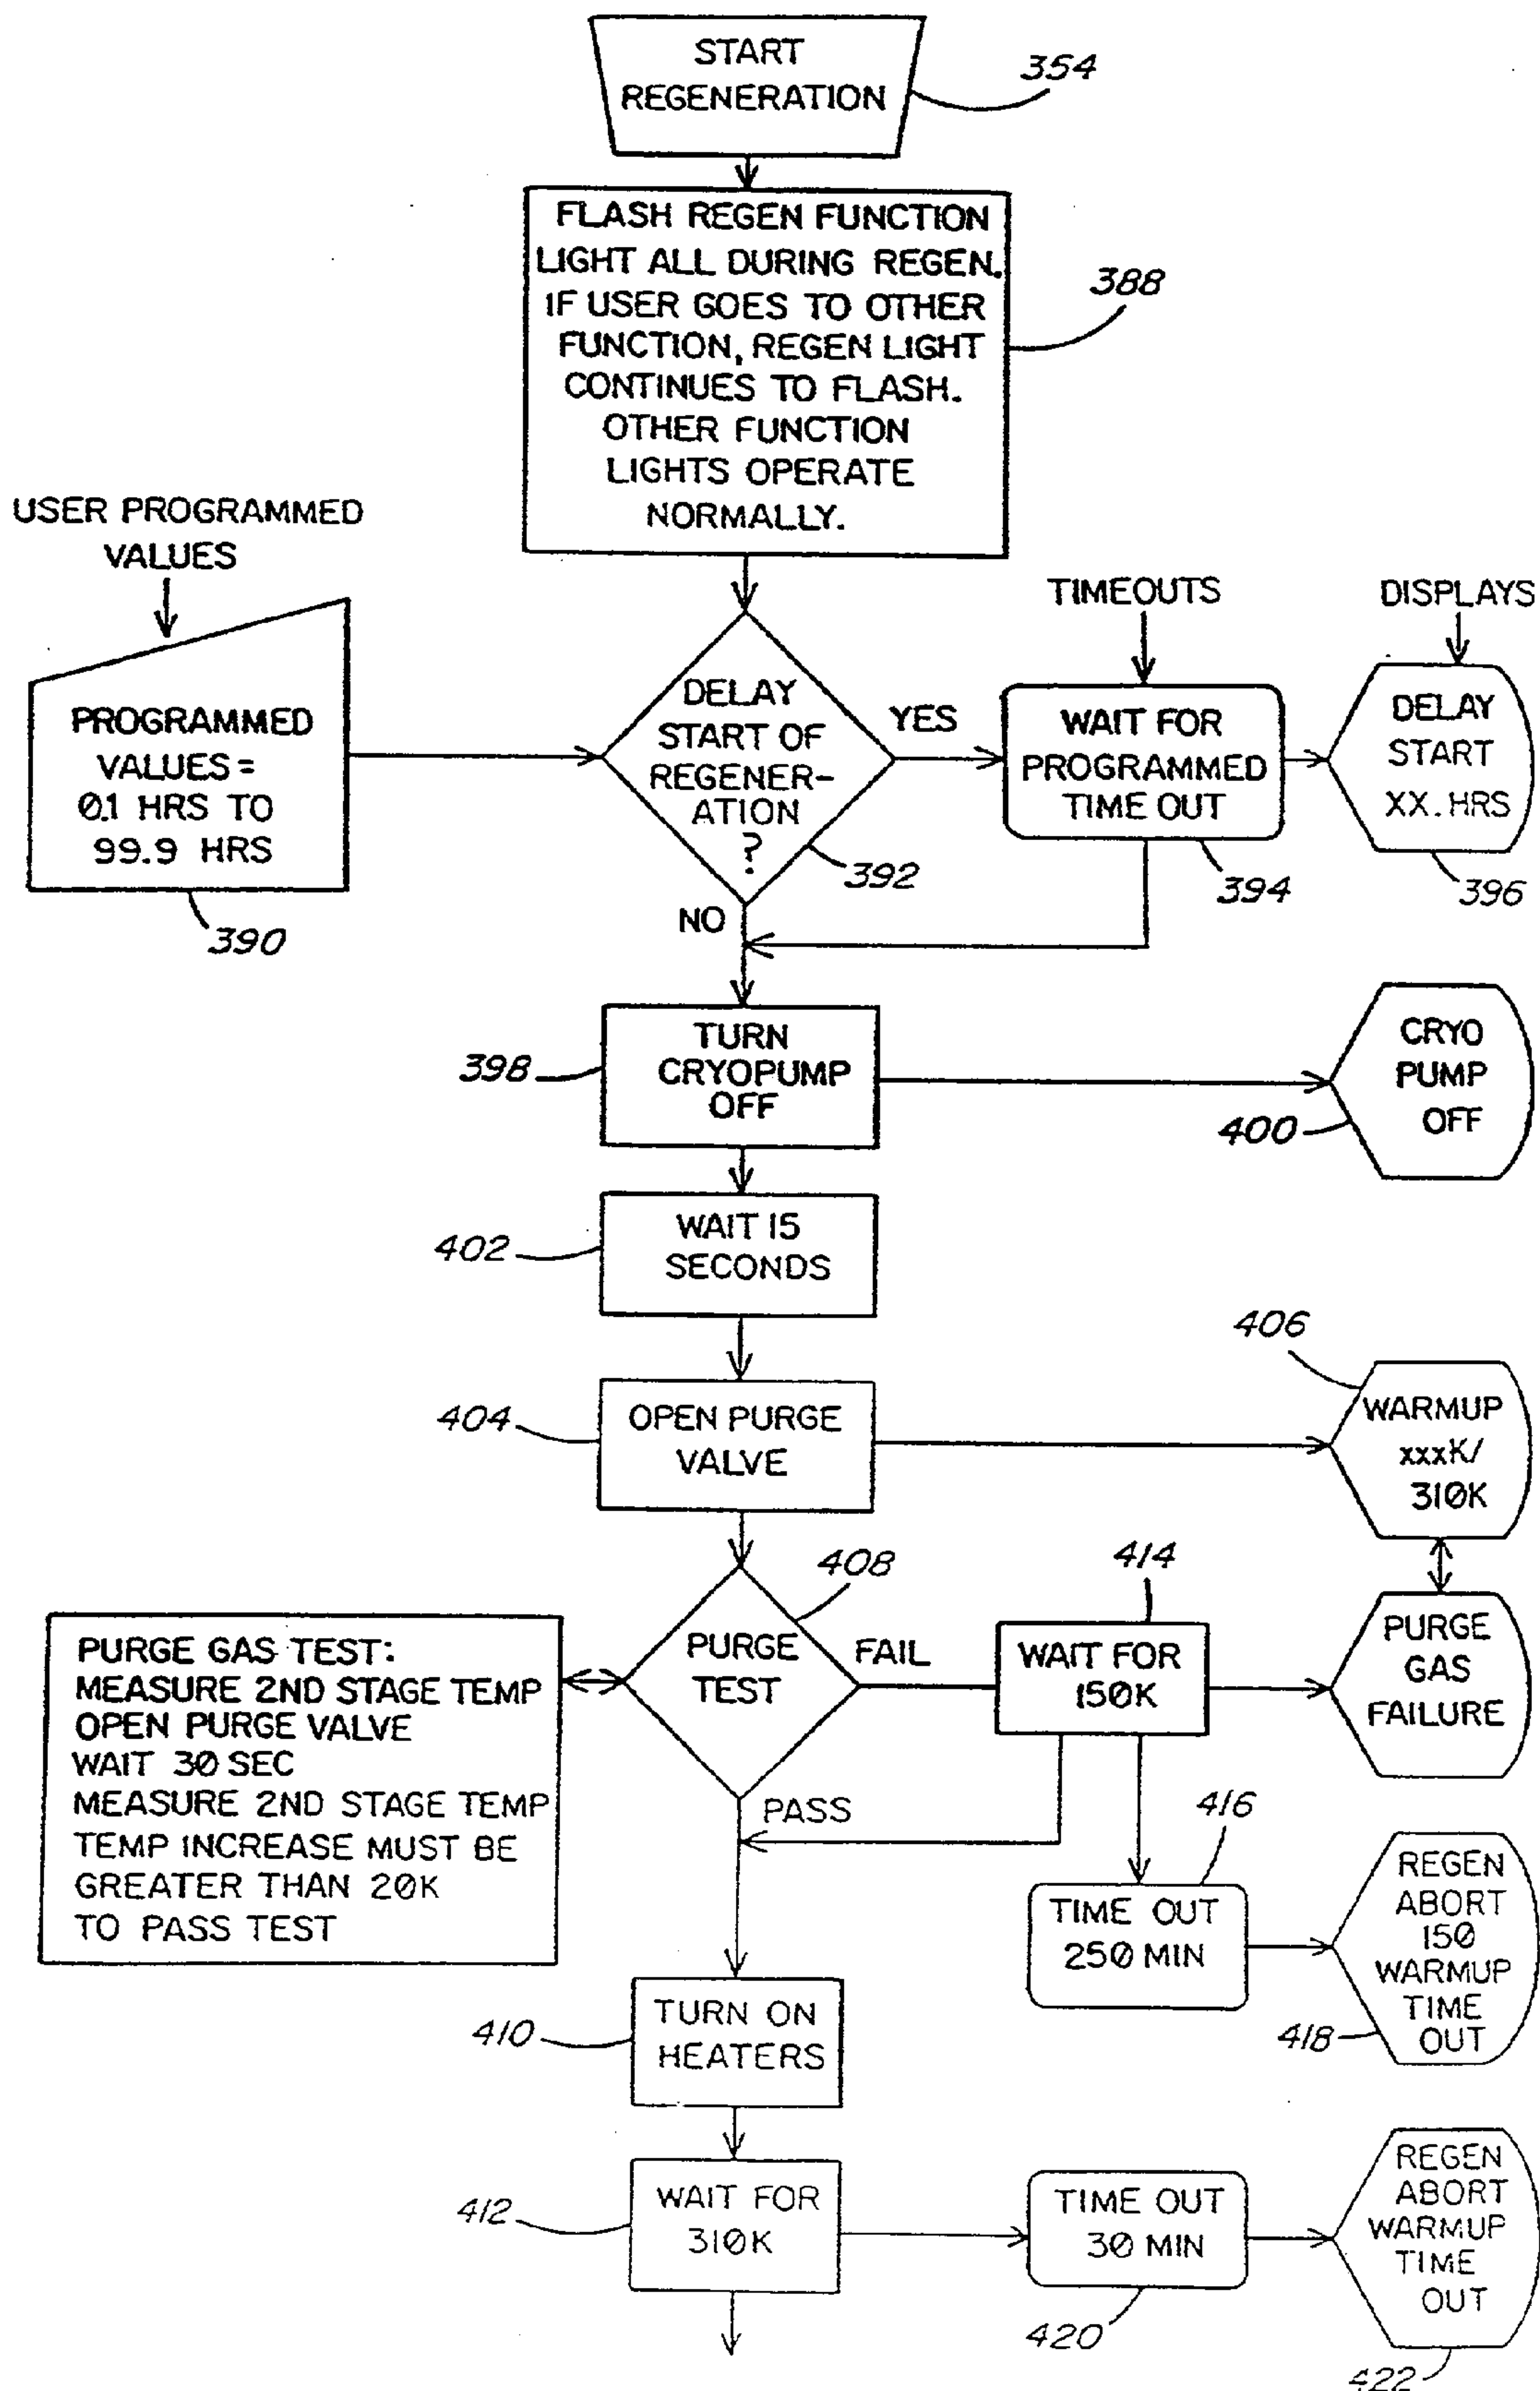 START
REGENERATION
354
FLASH REGEN FUNCTION
LIGHT ALL DURING REGEN.
IF USER GOES TO OTHER
FUNCTION, REGEN LIGHT
CONTINUES TO FLASH.
OTHER FUNCTION
LIGHTS OPERATE
NORMALLY.
388
USER PROGRAMMED
VALUES
PROGRAMMED
VALUES =
0.1 HRS TO
99.9 HRS
390
DELAY
START OF
REGENER-
ATION
?
392
YES
NO
TIMEOUTS
WAIT FOR
PROGRAMMED
TIME OUT
394
DISPLAYS
DELAY
START
XX. HRS
396
TURN
CRYOPUMP
OFF
398
CRYO
PUMP
OFF
400
WAIT 15
SECONDS
402
OPEN PURGE
VALVE
404
406
WARMUP
xxxK/
310K
PURGE GAS TEST:
MEASURE 2ND STAGE TEMP
OPEN PURGE VALVE
WAIT 30 SEC
MEASURE 2ND STAGE TEMP
TEMP INCREASE MUST BE
GREATER THAN 20K
TO PASS TEST
408
PURGE
TEST
FAIL
PASS
414
WAIT FOR
150K
PURGE
GAS
FAILURE
416
TIME OUT
250 MIN
REGEN
ABORT
150
WARMUP
TIME
OUT
418
TURN ON
HEATERS
410
WAIT FOR
310K
412
TIME OUT
30 MIN
420
REGEN
ABORT
WARMUP
TIME
OUT
422